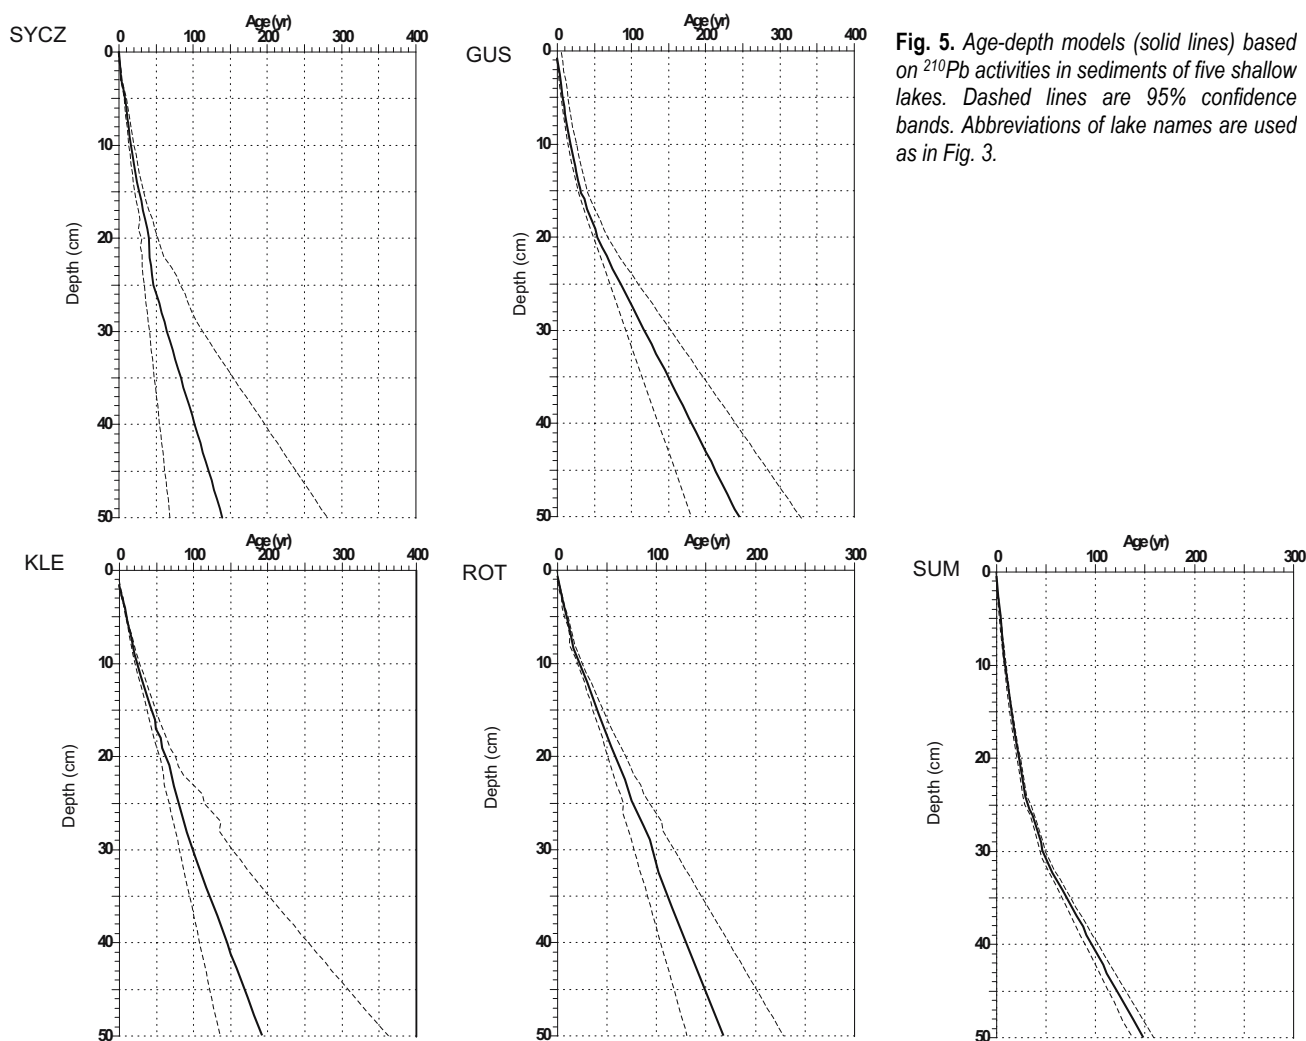 SYCZ
Age (yr)
0 100 200 300 400
0
10
20
30
40
50
Depth (cm)
GUS
Age (yr)
0 100 200 300 400
0
10
20
30
40
50
Depth (cm)
Fig. 5. Age-depth models (solid lines) based
on ²¹⁰Pb activities in sediments of five shallow
lakes. Dashed lines are 95% confidence
bands. Abbreviations of lake names are used
as in Fig. 3.
KLE
Age (yr)
0 100 200 300 400
0
10
20
30
40
50
Depth (cm)
ROT
Age (yr)
0 100 200 300
0
10
20
30
40
50
Depth (cm)
SUM
Age (yr)
0 100 200 300
0
10
20
30
40
50
Depth (cm)